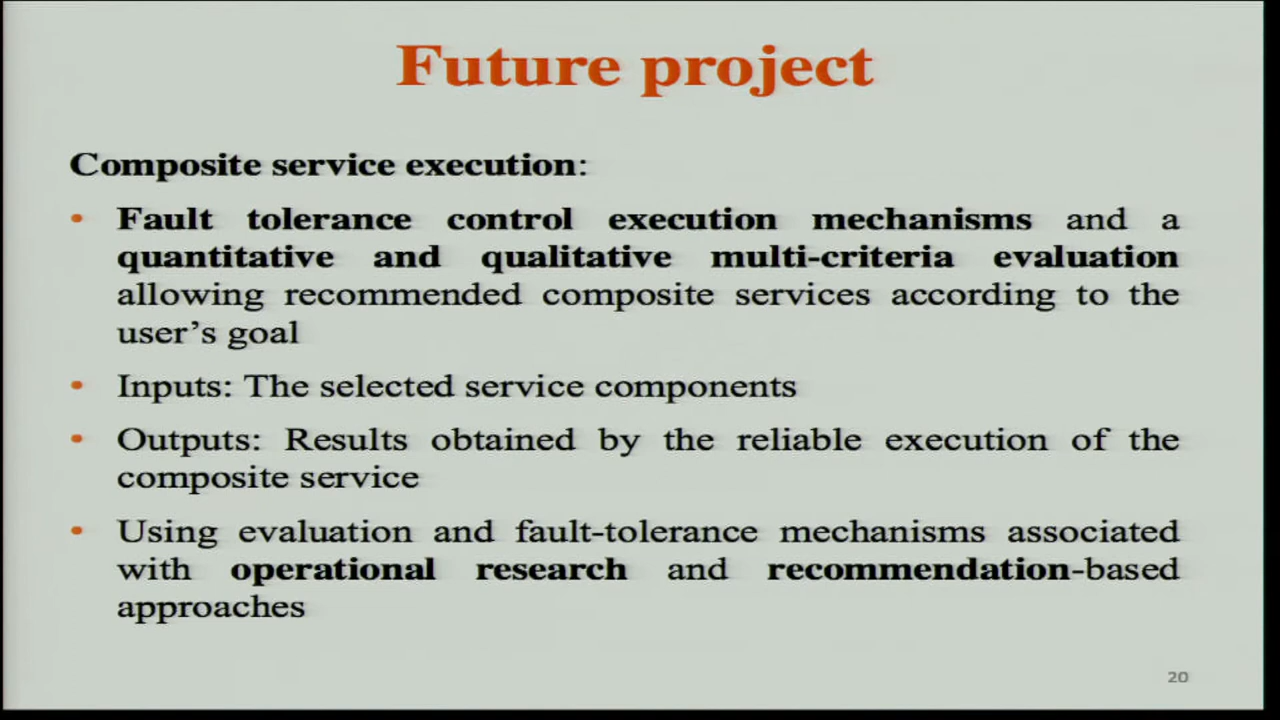 Future project
Composite service execution:
• Fault tolerance control execution mechanisms and a
quantitative and qualitative multi-criteria evaluation
allowing recommended composite services according to the
user's goal
• Inputs: The selected service components
• Outputs: Results obtained by the reliable execution of the
composite service
• Using evaluation and fault-tolerance mechanisms associated
with operational research and recommendation-based
approaches
20